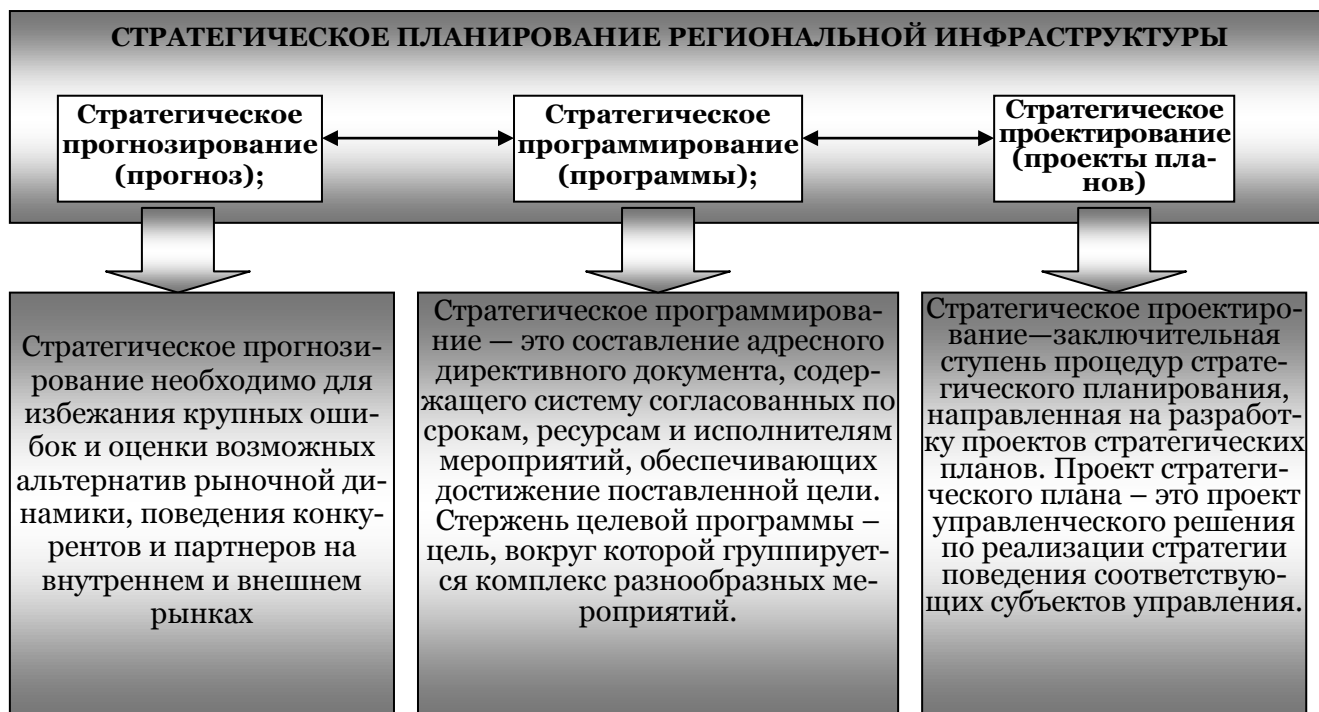 СТРАТЕГИЧЕСКОЕ ПЛАНИРОВАНИЕ РЕГИОНАЛЬНОЙ ИНФРАСТРУКТУРЫ
Стратегическое
прогнозирование
(прогноз);
Стратегическое
программирование
(программы);
Стратегическое
проектирование
(проекты пла-
нов)
Стратегическое прогнози-
рование необходимо для
избежания крупных оши-
бок и оценки возможных
альтернатив рыночной ди-
намики, поведения конку-
рентов и партнеров на
внутреннем и внешнем
рынках
Стратегическое программирова-
ние — это составление адресного
директивного документа, содер-
жащего систему согласованных по
срокам, ресурсам и исполнителям
мероприятий, обеспечивающих
достижение поставленной цели.
Стержень целевой программы –
цель, вокруг которой группирует-
ся комплекс разнообразных ме-
роприятий.
Стратегическое проектиро-
вание—заключительная
ступень процедур страте-
гического планирования,
направленная на разработ-
ку проектов стратегических
планов. Проект стратеги-
ческого плана – это проект
управленческого решения
по реализации стратегии
поведения соответствую-
щих субъектов управления.